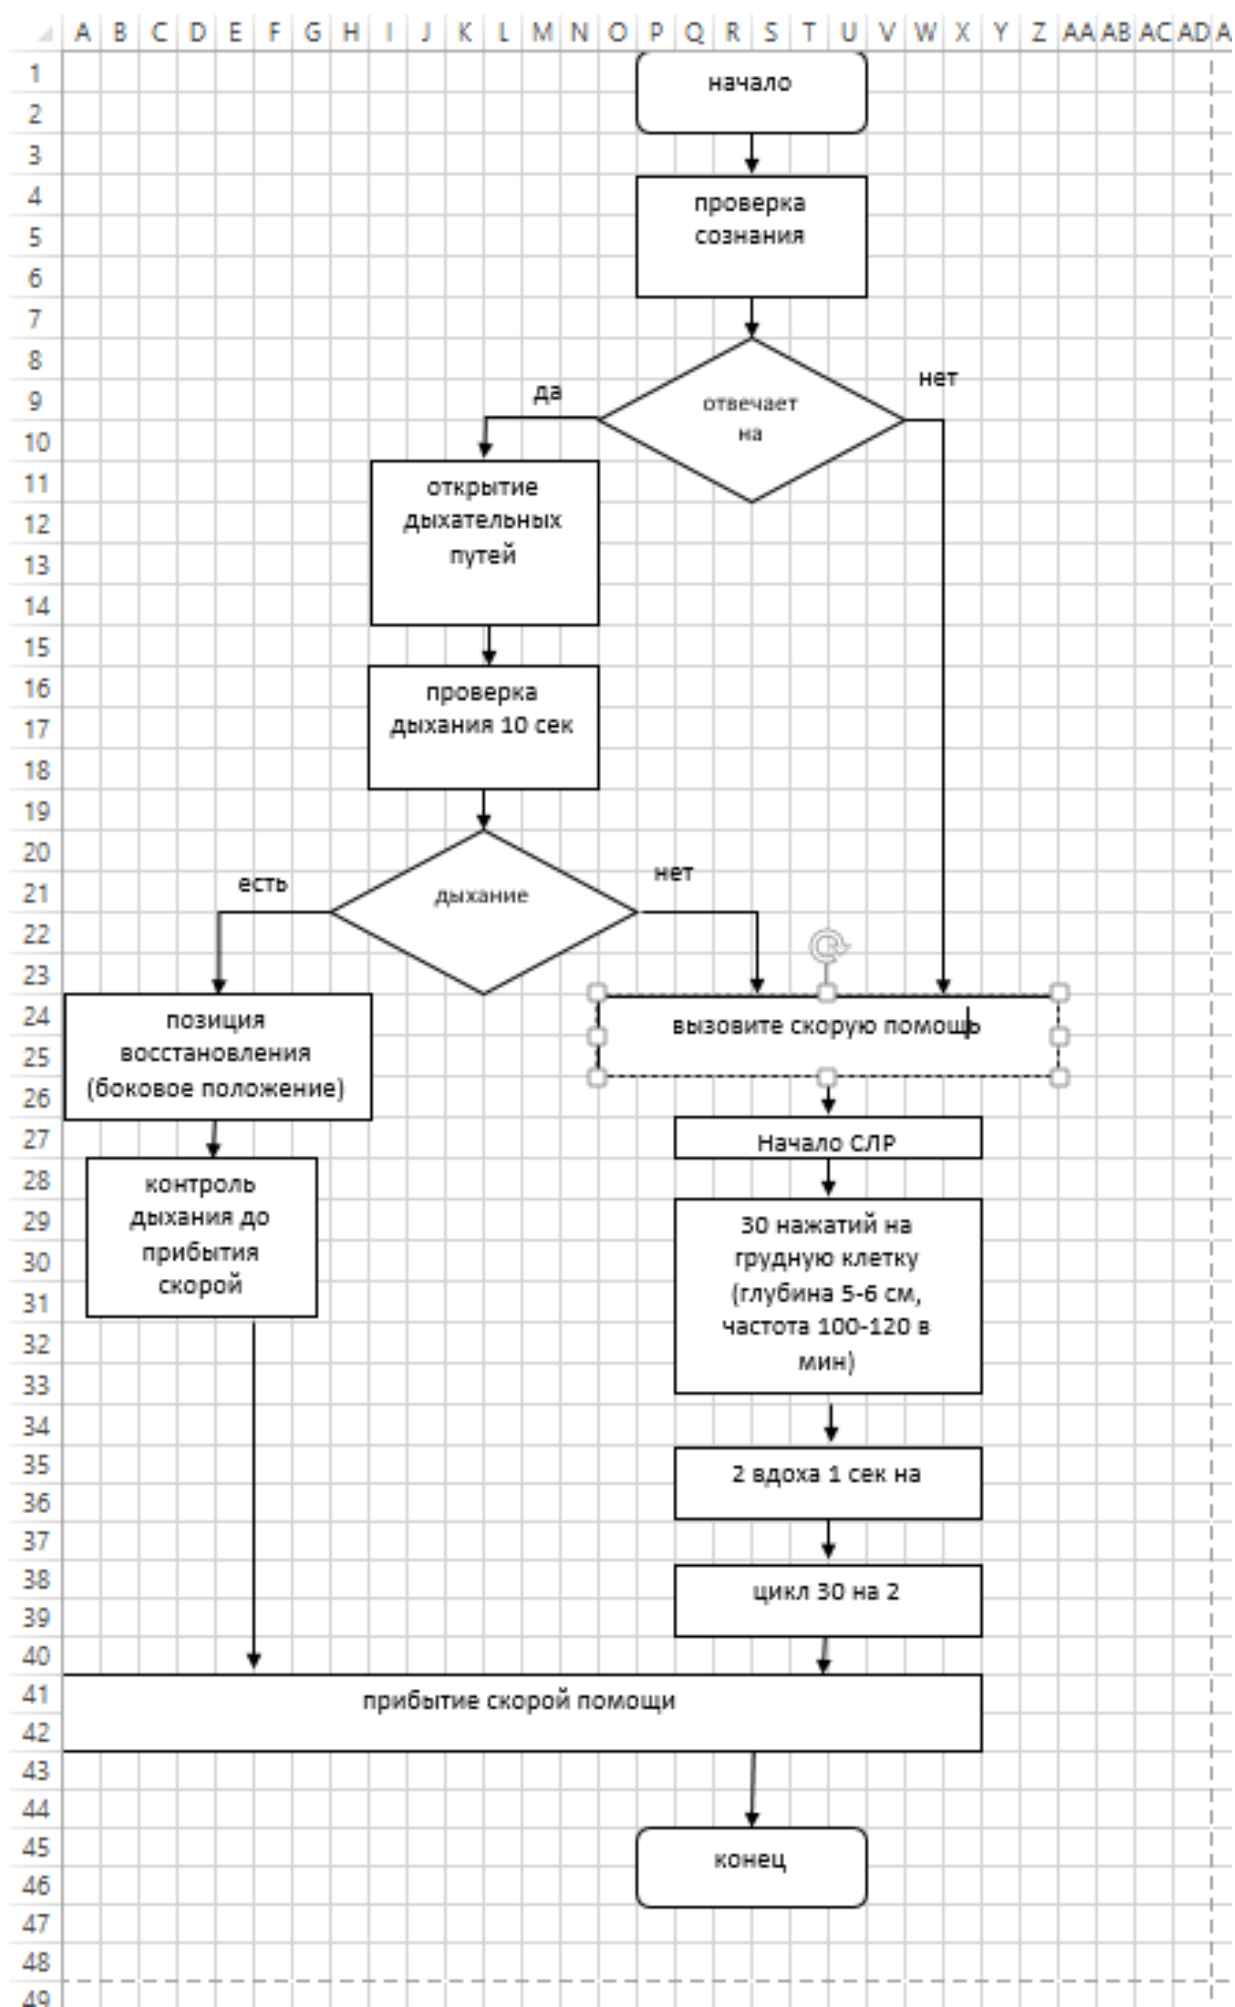 A B C D E F G H I J K L M N O P Q R S T U V W X Y Z AA AB AC AD A
1
2
3
4
5
6
7
8
9
10
11
12
13
14
15
16
17
18
19
20
21
22
23
24
25
26
27
28
29
30
31
32
33
34
35
36
37
38
39
40
41
42
43
44
45
46
47
48
49
начало
проверка
сознания
да
отвечает
на
нет
открытие
дыхательных
путей
проверка
дыхания 10 сек
есть
дыхание
нет
позиция
восстановления
(боковое положение)
контроль
дыхания до
прибытия
скорой
вызовите скорую помощь
Начало СЛР
30 нажатий на
грудную клетку
(глубина 5-6 см,
частота 100-120 в
мин)
2 вдоха 1 сек на
цикл 30 на 2
прибытие скорой помощи
конец